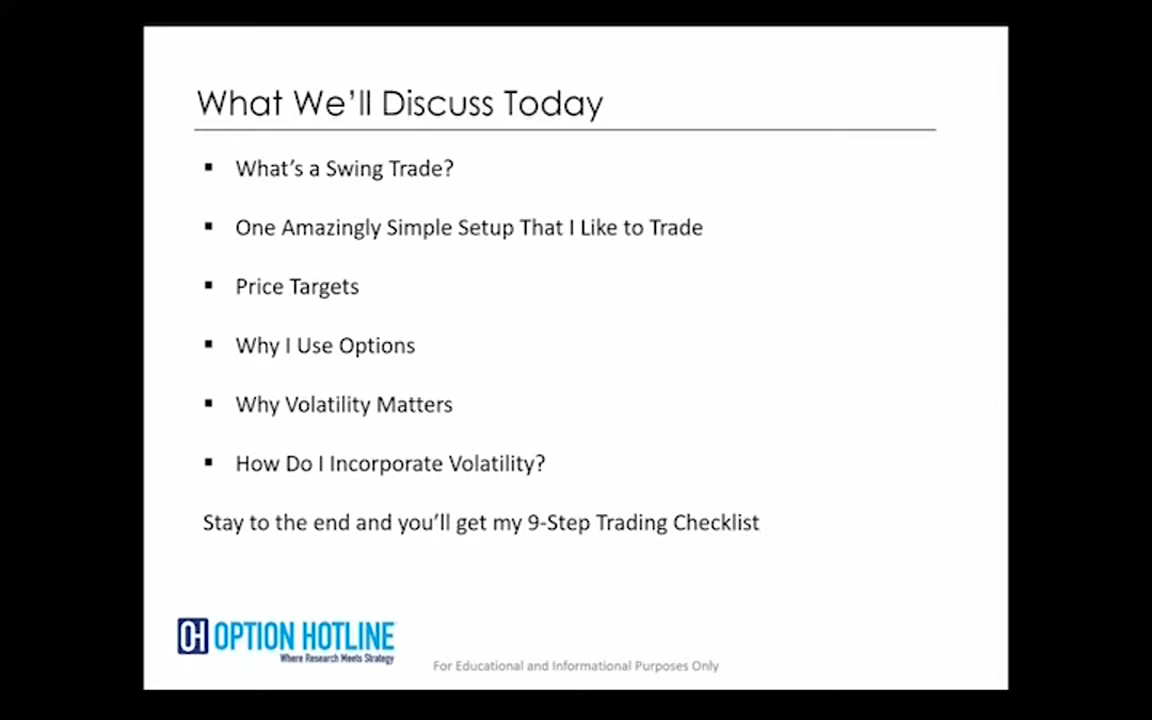 What We'll Discuss Today
▪ What's a Swing Trade?
▪ One Amazingly Simple Setup That I Like to Trade
▪ Price Targets
▪ Why I Use Options
▪ Why Volatility Matters
▪ How Do I Incorporate Volatility?
Stay to the end and you'll get my 9-Step Trading Checklist
OH OPTION HOTLINE
Where Research Meets Strategy
For Educational and Informational Purposes Only